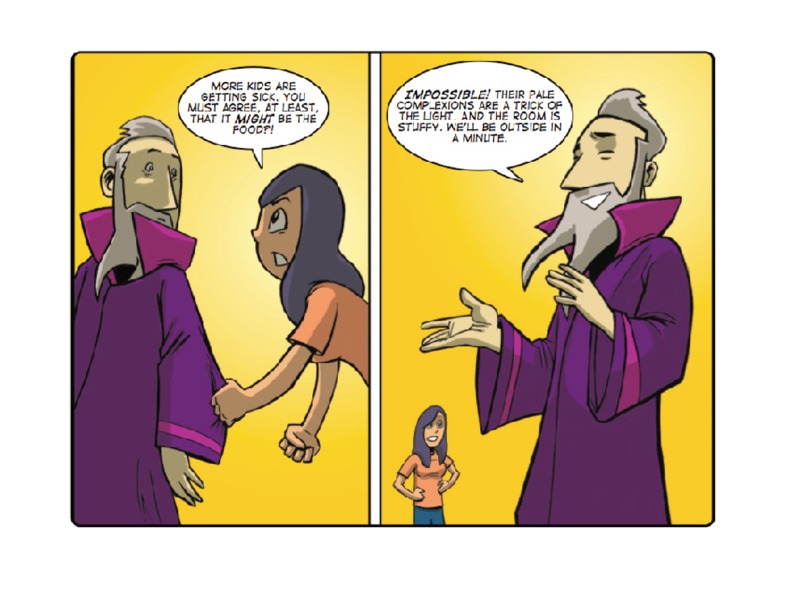 MORE KIDS ARE
GETTING SICK. YOU
MUST AGREE, AT LEAST,
THAT IT MIGHT BE THE
FOOD?!
IMPOSSIBLE! THEIR PALE
COMPLEXIONS ARE A TRICK OF
THE LIGHT. AND THE ROOM IS
STUFFY. WE'LL BE OUTSIDE IN
A MINUTE.